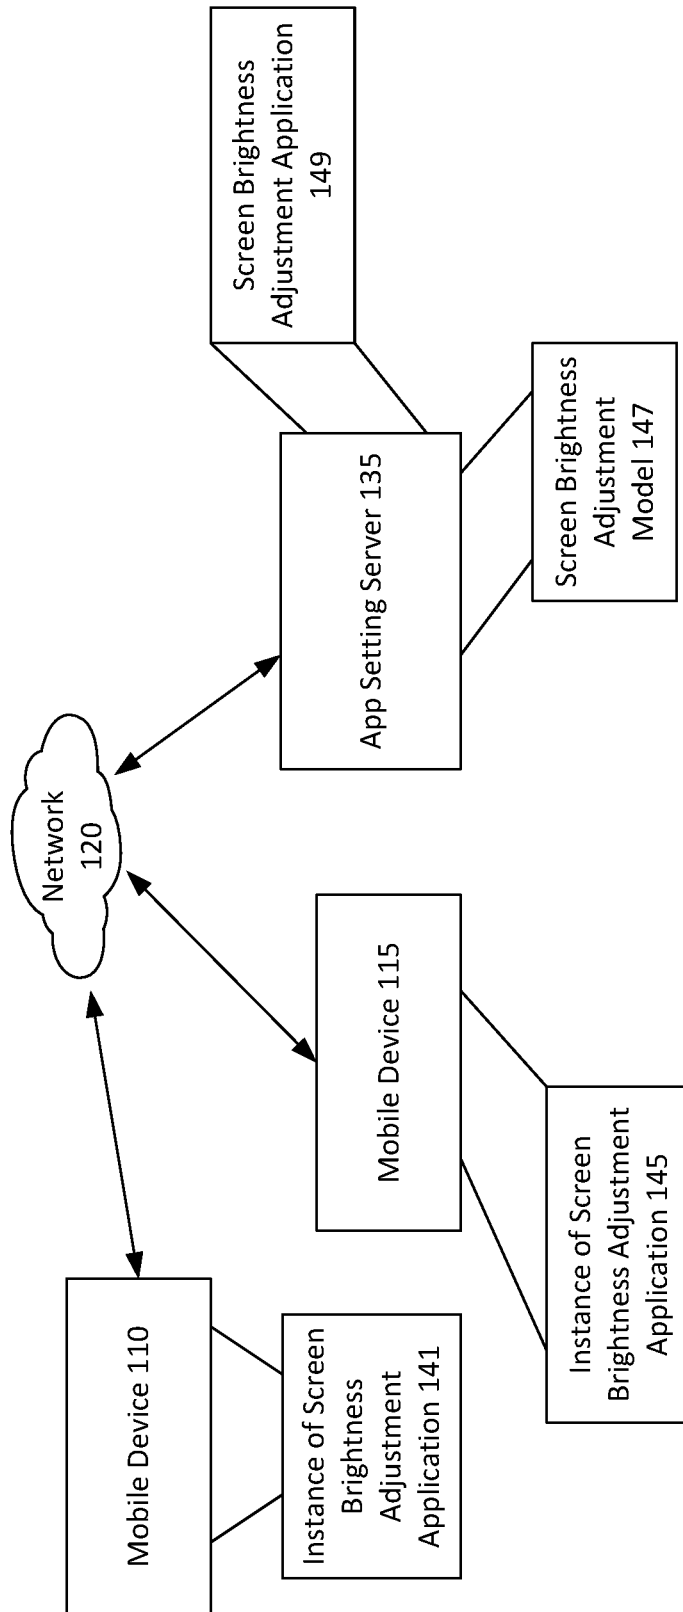 Mobile Device 110
Instance of Screen
Brightness
Adjustment
Application 141
Network
120
Mobile Device 115
Instance of Screen
Brightness Adjustment
Application 145
App Setting Server 135
Screen Brightness
Adjustment
Model 147
Screen Brightness
Adjustment Application
149